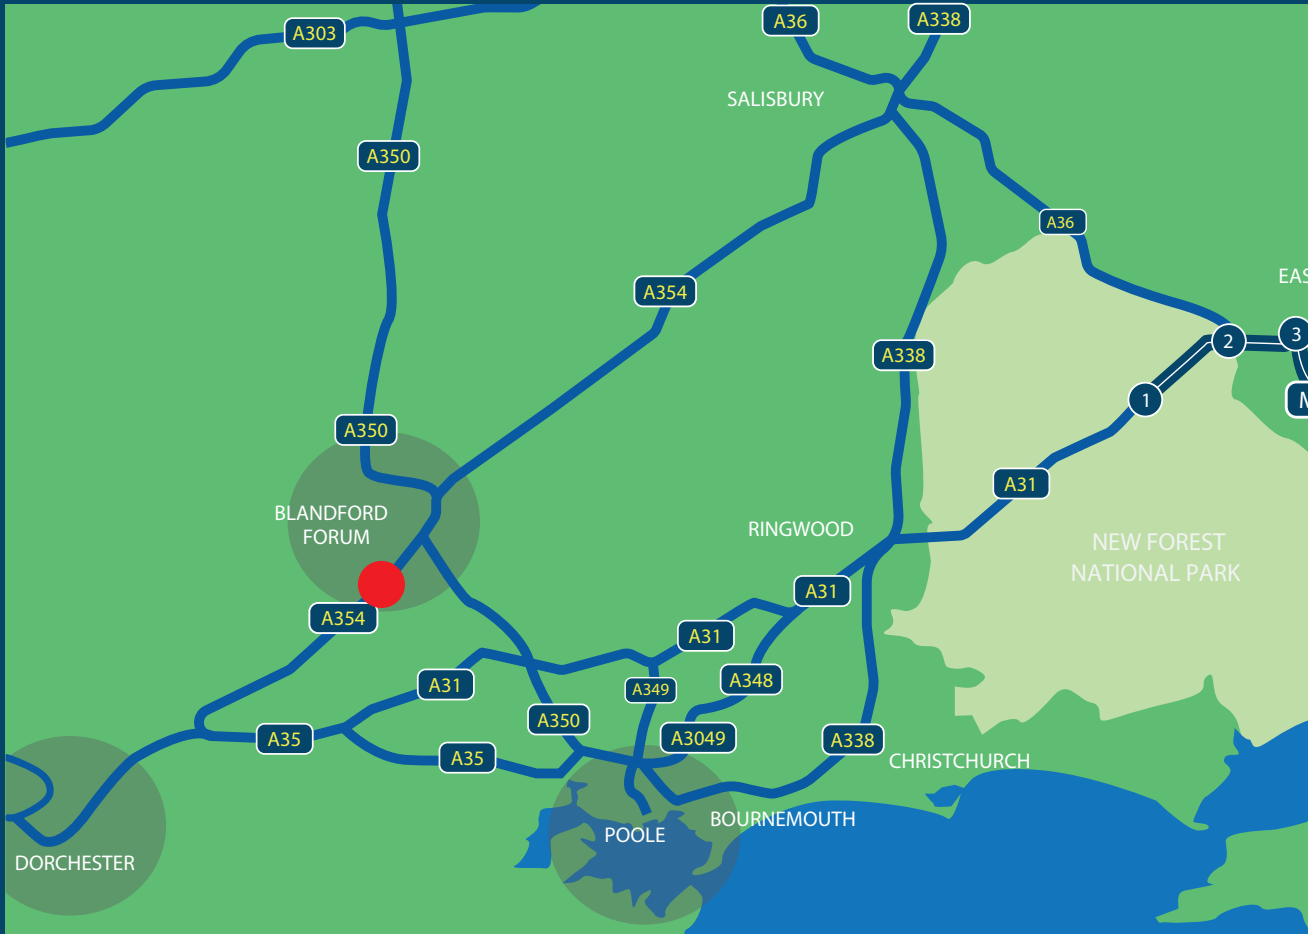 A36
A338
A303
SALISBURY
A350
A36
EAS
A354
2
3
A338
1
M
A350
A31
BLANDFORD
FORUM
RINGWOOD
NEW FOREST
NATIONAL PARK
A31
A354
A31
A348
A31
A349
A350
A3049
A35
A338
A35
CHRISTCHURCH
BOURNEMOUTH
POOLE
DORCHESTER